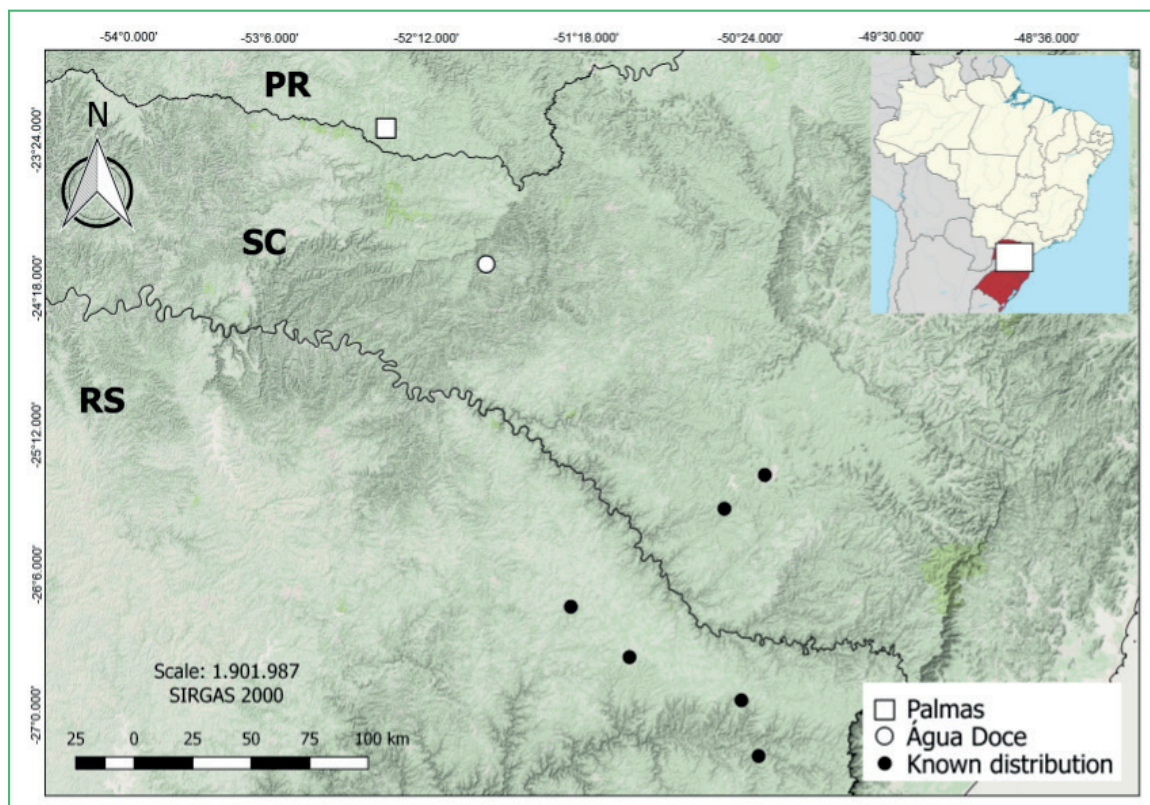 -54°0.000'
-53°6.000'
-52°12.000'
-51°18.000'
-50°24.000'
-49°30.000'
-48°36.000'
-23°24.000'
-24°18.000'
-25°12.000'
-26°6.000'
-27°0.000'
PR
N
SC
RS
Scale: 1.901.987
SIRGAS 2000
25 0 25 50 75 100 km
Palmas
Água Doce
Known distribution